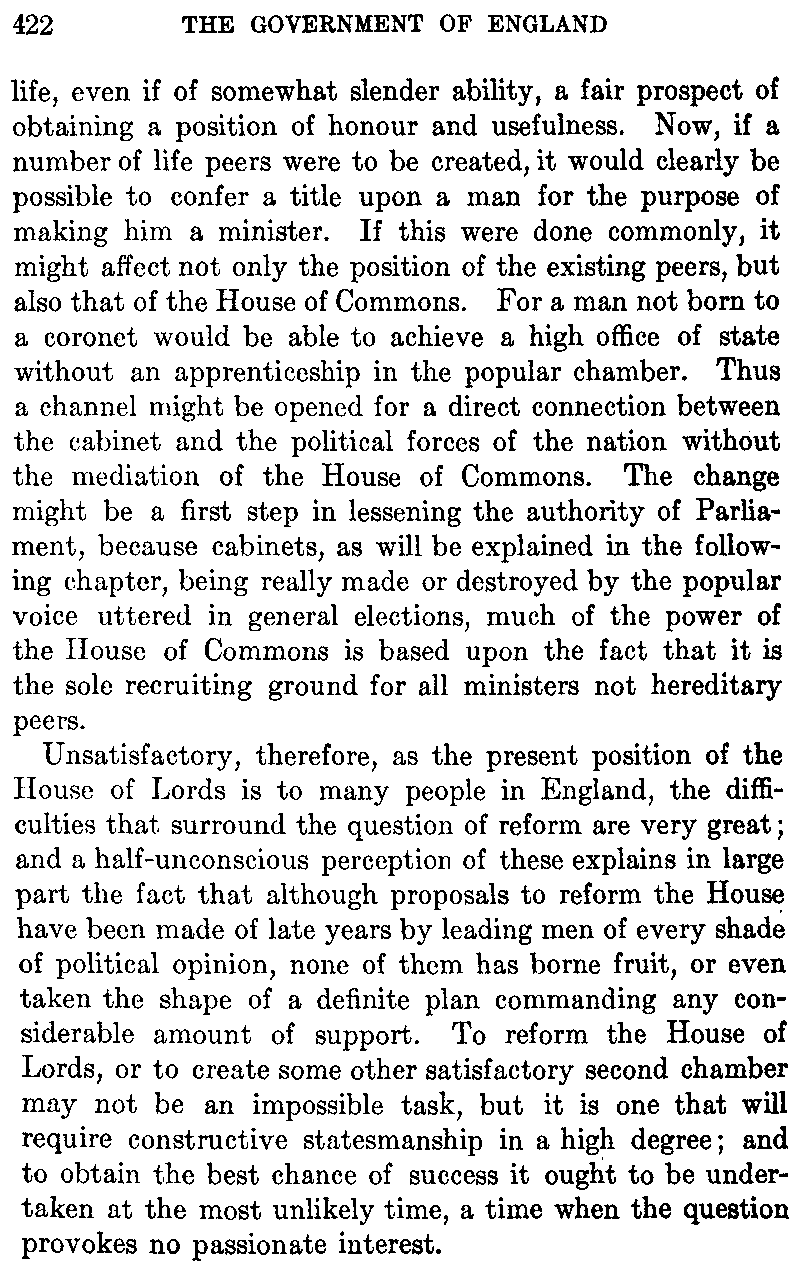 422 THE GOVERNMENT OF ENGLAND
life, even if of somewhat slender ability, a fair prospect of
obtaining a position of honour and usefulness. Now, if a
number of life peers were to be created, it would clearly be
possible to confer a title upon a man for the purpose of
making him a minister. If this were done commonly, it
might affect not only the position of the existing peers, but
also that of the House of Commons. For a man not born to
a coronet would be able to achieve a high office of state
without an apprenticeship in the popular chamber. Thus
a channel might be opened for a direct connection between
the cabinet and the political forces of the nation without
the mediation of the House of Commons. The change
might be a first step in lessening the authority of Parlia-
ment, because cabinets, as will be explained in the follow-
ing chapter, being really made or destroyed by the popular
voice uttered in general elections, much of the power of
the House of Commons is based upon the fact that it is
the sole recruiting ground for all ministers not hereditary
peers.
Unsatisfactory, therefore, as the present position of the
House of Lords is to many people in England, the diffi-
culties that surround the question of reform are very great;
and a half-unconscious perception of these explains in large
part the fact that although proposals to reform the House
have been made of late years by leading men of every shade
of political opinion, none of them has borne fruit, or even
taken the shape of a definite plan commanding any con-
siderable amount of support. To reform the House of
Lords, or to create some other satisfactory second chamber
may not be an impossible task, but it is one that will
require constructive statesmanship in a high degree; and
to obtain the best chance of success it ought to be under-
taken at the most unlikely time, a time when the question
provokes no passionate interest.